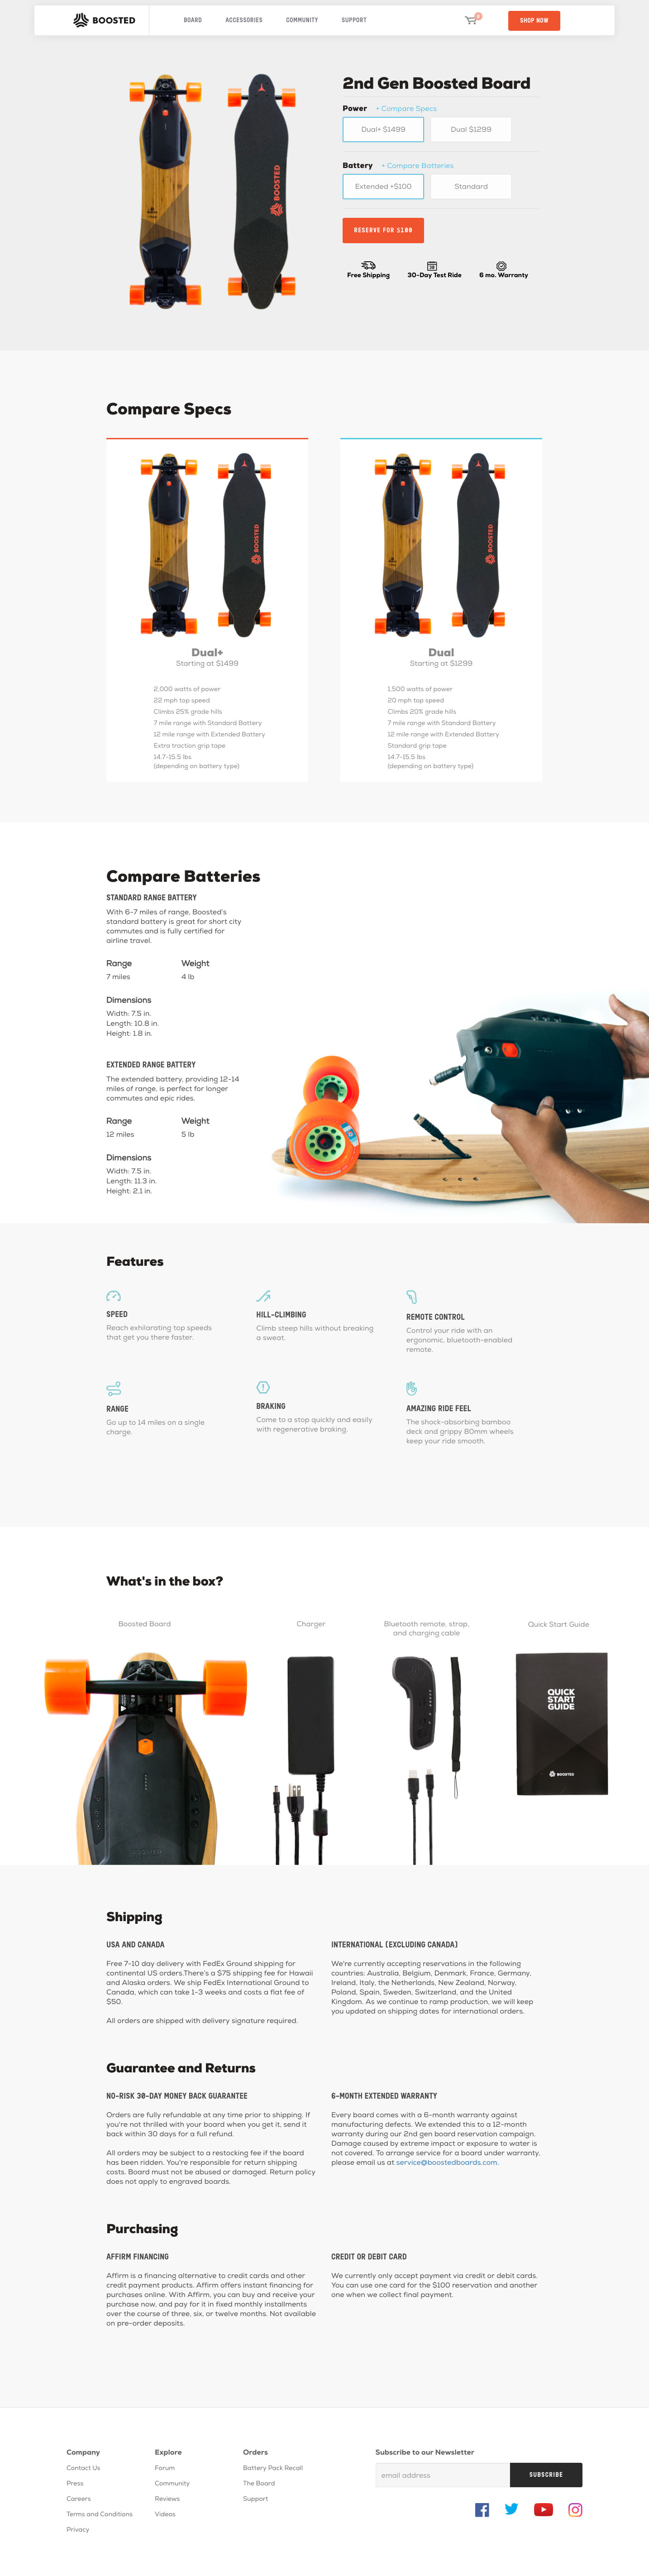 BOOSTED
BOARD
ACCESSORIES
COMMUNITY
SUPPORT
0
SHOP NOW
BOOSTED
2nd Gen Boosted Board
Power + Compare Specs
Dual+ $1499
Dual $1299
Battery + Compare Batteries
Extended +$100
Standard
RESERVE FOR $100
Free Shipping
30-Day Test Ride
6 mo. Warranty
Compare Specs
BOOSTED
Dual+
Starting at $1499
2,000 watts of power
22 mph top speed
Climbs 25% grade hills
7 mile range with Standard Battery
12 mile range with Extended Battery
Extra traction grip tape
14.7-15.5 lbs
(depending on battery type)
BOOSTED
Dual
Starting at $1299
1,500 watts of power
20 mph top speed
Climbs 20% grade hills
7 mile range with Standard Battery
12 mile range with Extended Battery
Standard grip tape
14.7-15.5 lbs
(depending on battery type)
Compare Batteries
STANDARD RANGE BATTERY
With 6-7 miles of range, Boosted's
standard battery is great for short city
commutes and is fully certified for
airline travel.
Range Weight
7 miles 4 lb
Dimensions
Width: 7.5 in.
Length: 10.8 in.
Height: 1.8 in.
EXTENDED RANGE BATTERY
The extended battery, providing 12-14
miles of range, is perfect for longer
commutes and epic rides.
Range Weight
12 miles 5 lb
Dimensions
Width: 7.5 in.
Length: 11.3 in.
Height: 2.1 in.
Features
SPEED
Reach exhilarating top speeds
that get you there faster.
HILL-CLIMBING
Climb steep hills without breaking
a sweat.
REMOTE CONTROL
Control your ride with an
ergonomic, bluetooth-enabled
remote.
RANGE
Go up to 14 miles on a single
charge.
BRAKING
Come to a stop quickly and easily
with regenerative braking.
AMAZING RIDE FEEL
The shock-absorbing bamboo
deck and grippy 80mm wheels
keep your ride smooth.
What's in the box?
Boosted Board
Charger
Bluetooth remote, strap,
and charging cable
Quick Start Guide
BOOSTED
QUICK
START
GUIDE
BOOSTED
Shipping
USA AND CANADA
Free 7-10 day delivery with FedEx Ground shipping for
continental US orders.There's a $75 shipping fee for Hawaii
and Alaska orders. We ship FedEx International Ground to
Canada, which can take 1-3 weeks and costs a flat fee of
$50.
All orders are shipped with delivery signature required.
INTERNATIONAL (EXCLUDING CANADA)
We're currently accepting reservations in the following
countries: Australia, Belgium, Denmark, France, Germany,
Ireland, Italy, the Netherlands, New Zealand, Norway,
Poland, Spain, Sweden, Switzerland, and the United
Kingdom. As we continue to ramp production, we will keep
you updated on shipping dates for international orders.
Guarantee and Returns
NO-RISK 30-DAY MONEY BACK GUARANTEE
Orders are fully refundable at any time prior to shipping. If
you're not thrilled with your board when you get it, send it
back within 30 days for a full refund.
All orders may be subject to a restocking fee if the board
has been ridden. You're responsible for return shipping
costs. Board must not be abused or damaged. Return policy
does not apply to engraved boards.
6-MONTH EXTENDED WARRANTY
Every board comes with a 6-month warranty against
manufacturing defects. We extended this to a 12-month
warranty during our 2nd gen board reservation campaign.
Damage caused by extreme impact or exposure to water is
not covered. To arrange service for a board under warranty,
please email us at service@boostedboards.com.
Purchasing
AFFIRM FINANCING
Affirm is a financing alternative to credit cards and other
credit payment products. Affirm offers instant financing for
purchases online. With Affirm, you can buy and receive your
purchase now, and pay for it in fixed monthly installments
over the course of three, six, or twelve months. Not available
on pre-order deposits.
CREDIT OR DEBIT CARD
We currently only accept payment via credit or debit cards.
You can use one card for the $100 reservation and another
one when we collect final payment.
Company
Contact Us
Press
Careers
Terms and Conditions
Privacy
Explore
Forum
Community
Reviews
Videos
Orders
Battery Pack Recall
The Board
Support
Subscribe to our Newsletter
email address
SUBSCRIBE